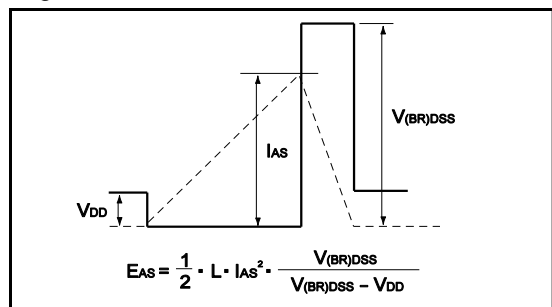 V(BR)DSS
IAS
VDD
EAS = 1/2 · L · IAS² · V(BR)DSS / V(BR)DSS – VDD